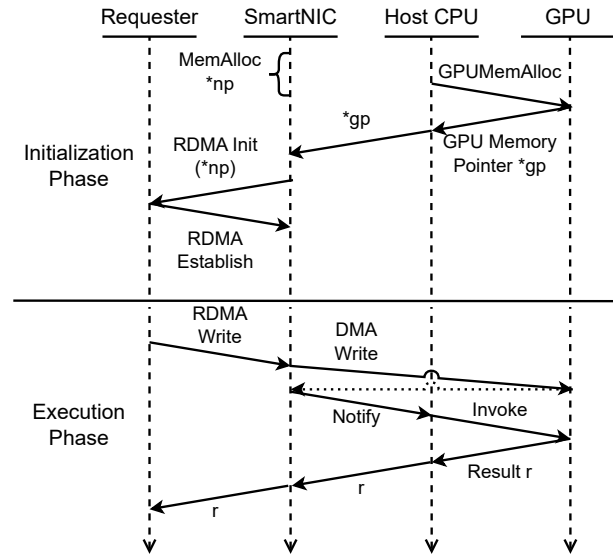 Requester
SmartNIC
Host CPU
GPU
MemAlloc
*np
GPUMemAlloc
*gp
GPU Memory
Pointer *gp
Initialization
Phase
RDMA Init
(*np)
RDMA
Establish
RDMA
Write
DMA
Write
Execution
Phase
Notify
Invoke
Result r
r
r